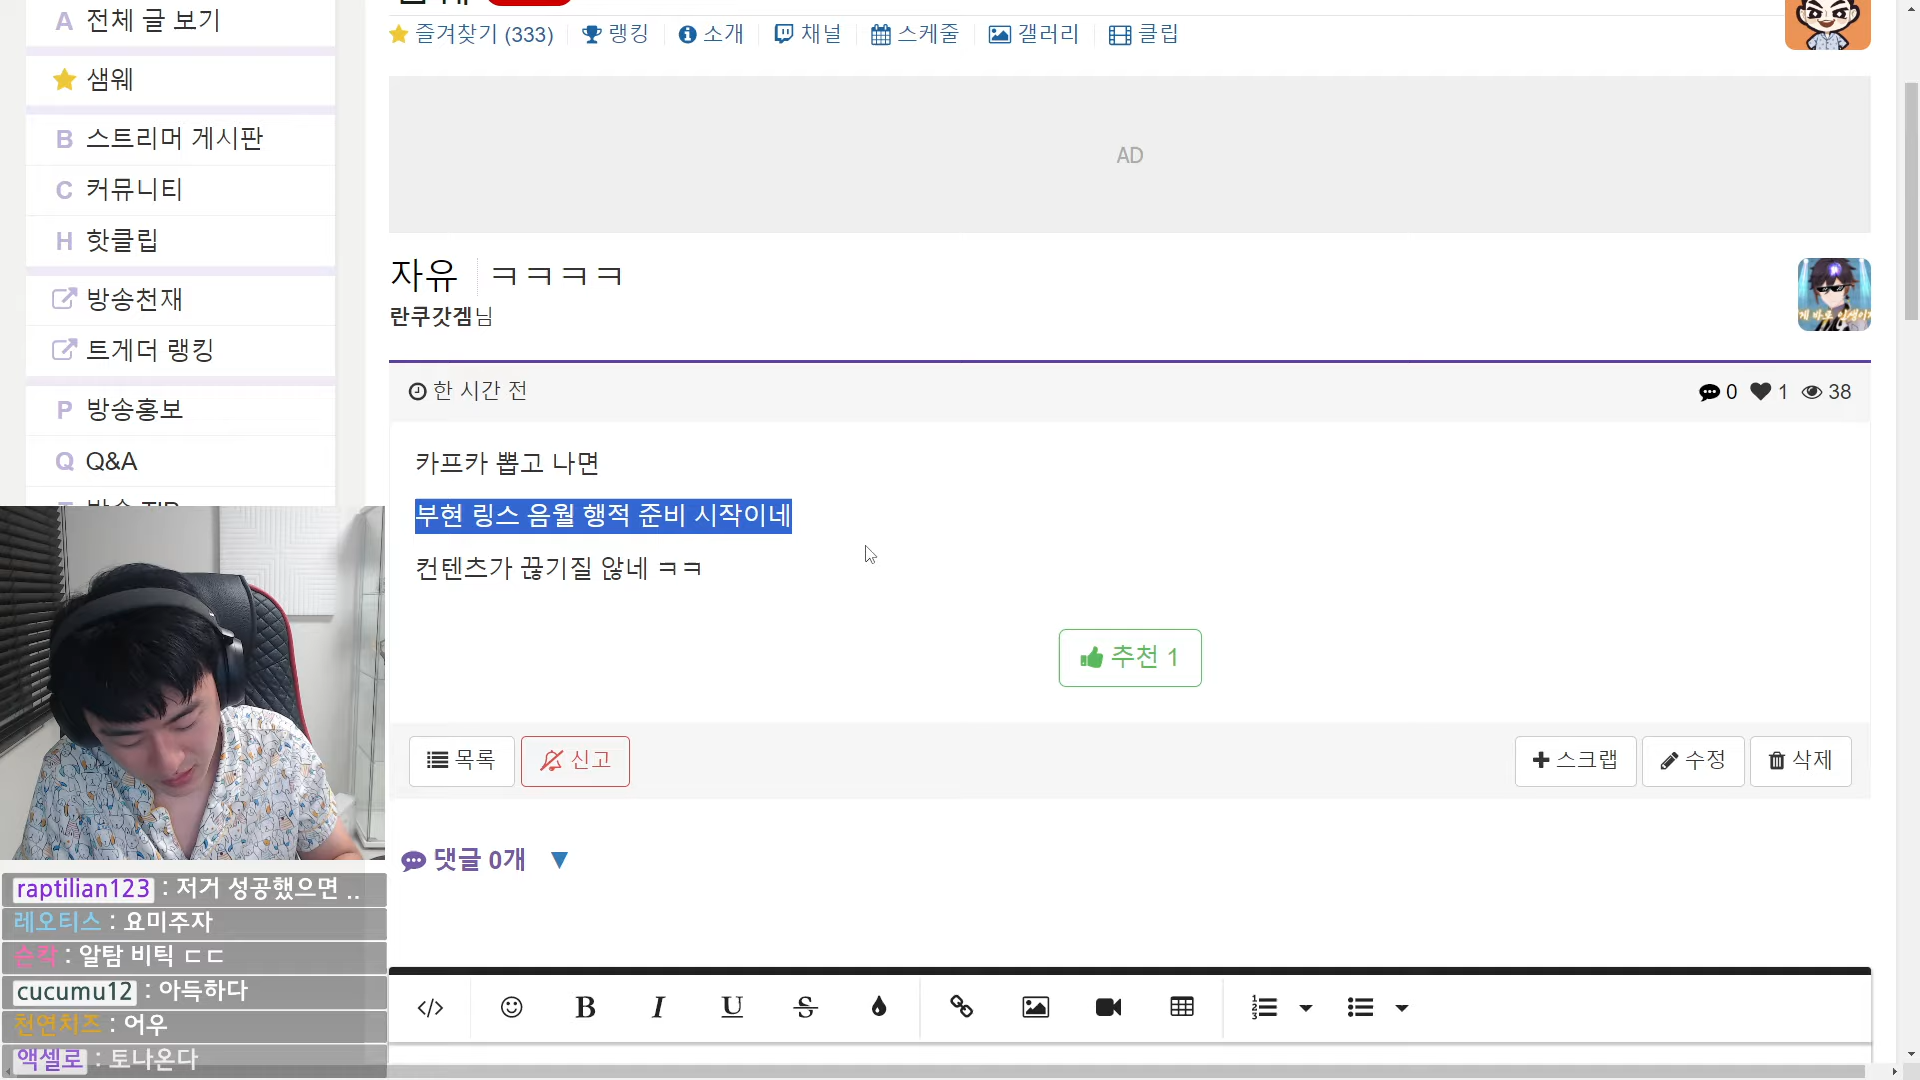 A 전체 글 보기
샘웨
B 스트리머 게시판
C 커뮤니티
H 핫클립
방송천재
트게더 랭킹
P 방송홍보
Q Q&A
즐겨찾기 (333)
랭킹
소개
채널
스케줄
갤러리
클립
AD
자유 ㅋㅋㅋㅋ
란쿠갓겜님
한 시간 전
0 1 38
카프카 뽑고 나면
부현 링스 음월 행적 준비 시작이네
컨텐츠가 끊기질 않네 ㅋㅋ
추천 1
목록
신고
스크랩
수정
삭제
댓글 0개
raptilian123 : 저거 성공했으면 ..
레오티스 : 요미주자
슌칵 : 알탐 비틱 ㄷㄷ
cucumu12 : 아득하다
천연치즈 : 어우
액셀로 : 토나온다